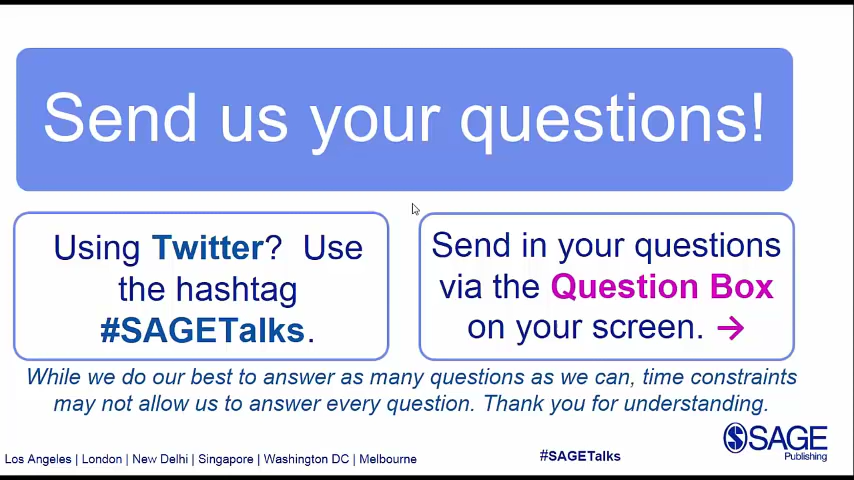 Send us your questions!
Using Twitter?  Use
the hashtag
#SAGETalks.
Send in your questions
via the Question Box
on your screen. →
While we do our best to answer as many questions as we can, time constraints
may not allow us to answer every question. Thank you for understanding.
SAGE
Publishing
Los Angeles | London | New Delhi | Singapore | Washington DC | Melbourne
#SAGETalks